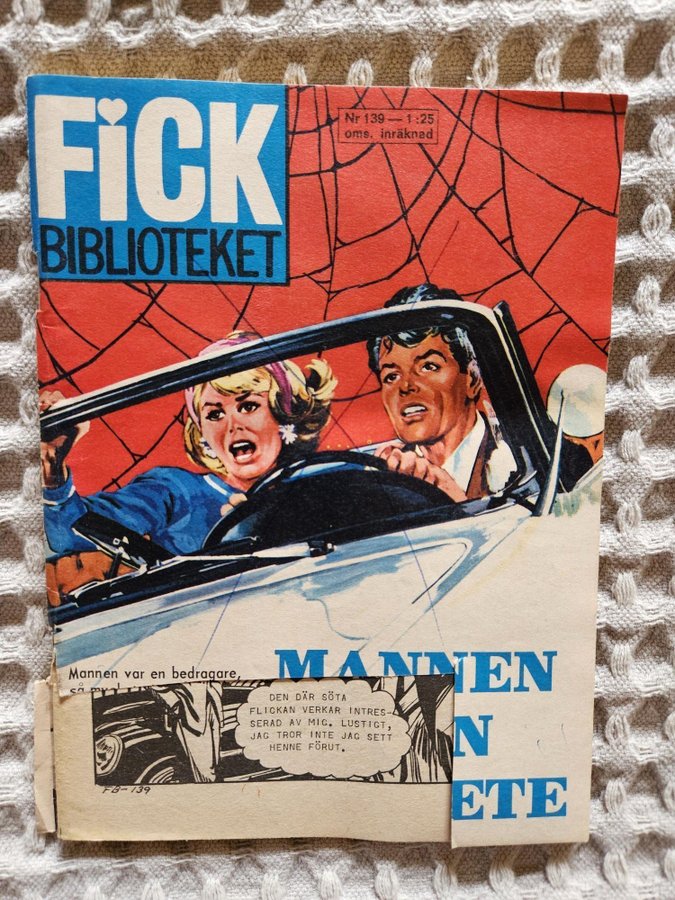 FiCK
BIBLIOTEKET
Nr 139 — 1:25
oms. inräknad
Mannen var en bedragare,
MANNEN
N
ETE
DEN DÄR SÖTA
FLICKAN VERKAR INTRES-
SERAD AV MIG. LUSTIGT,
JAG TROR INTE JAG SETT
HENNE FÖRUT.
FB-139